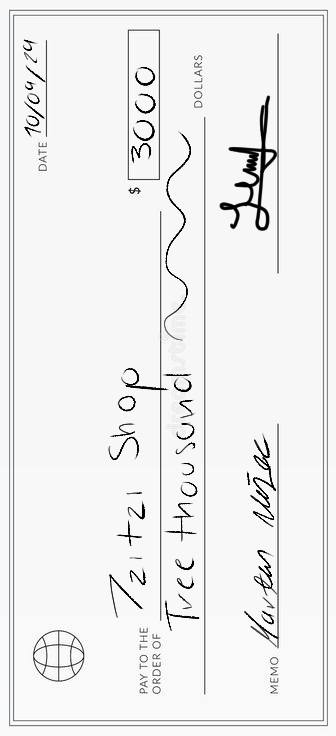 DATE 10/09/24
PAY TO THE ORDER OF Tzitzi Shop $ 3000
Tree thousand DOLLARS
MEMO